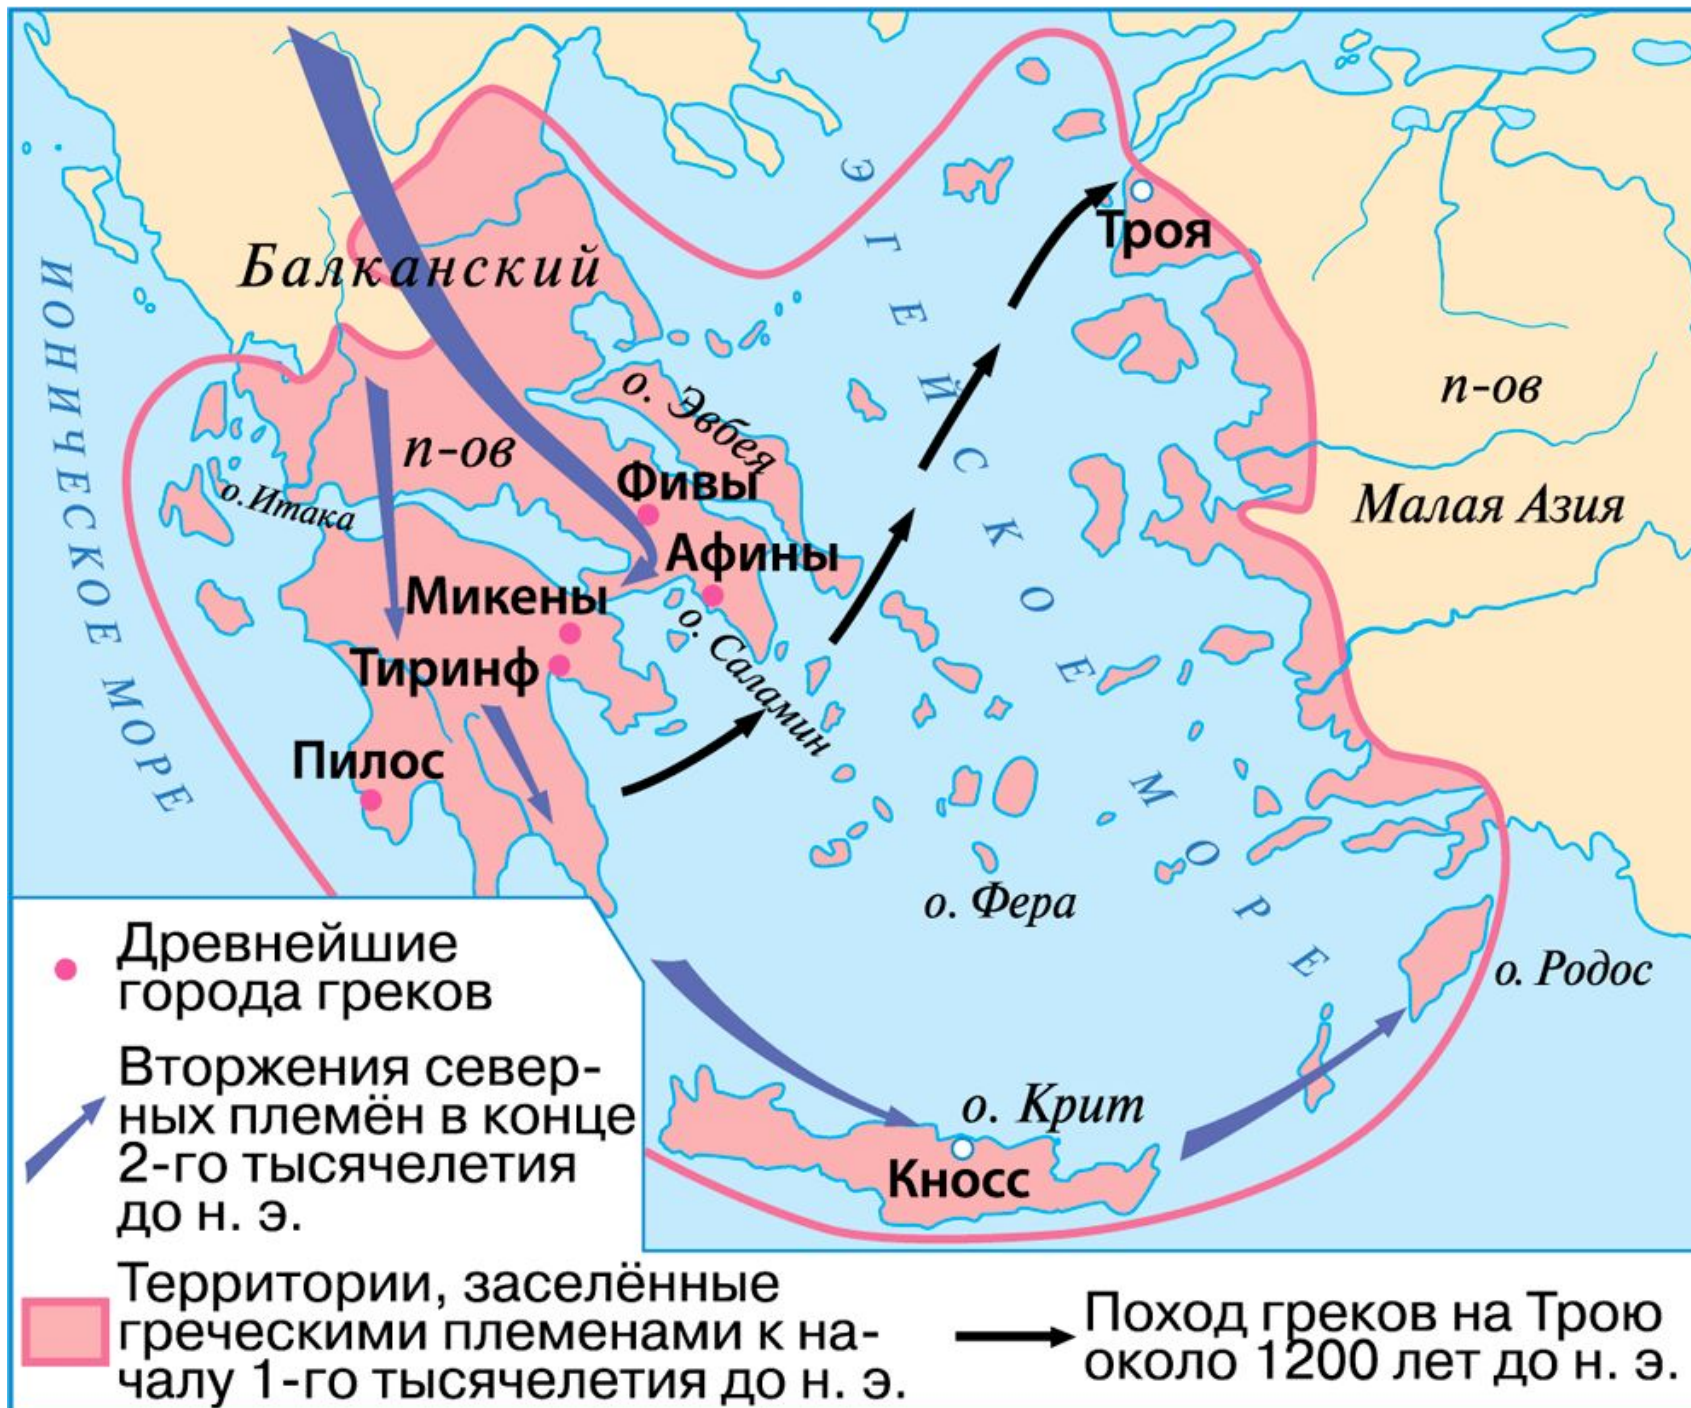 ЭГЕЙСКОЕ МОРЕ
Троя
Балканский
ИОНИЧЕСКОЕ МОРЕ
п-ов
о. Эвбея
п-ов
Фивы
о. Итака
Малая Азия
Афины
Микены
о. Саламин
Тиринф
Пилос
о. Фера
о. Родос
о. Крит
Кносс
Древнейшие
города греков
Вторжения север-
ных племён в конце
2-го тысячелетия
до н. э.
Территории, заселённые
греческими племенами к на-
чалу 1-го тысячелетия до н. э.
Поход греков на Трою
около 1200 лет до н. э.